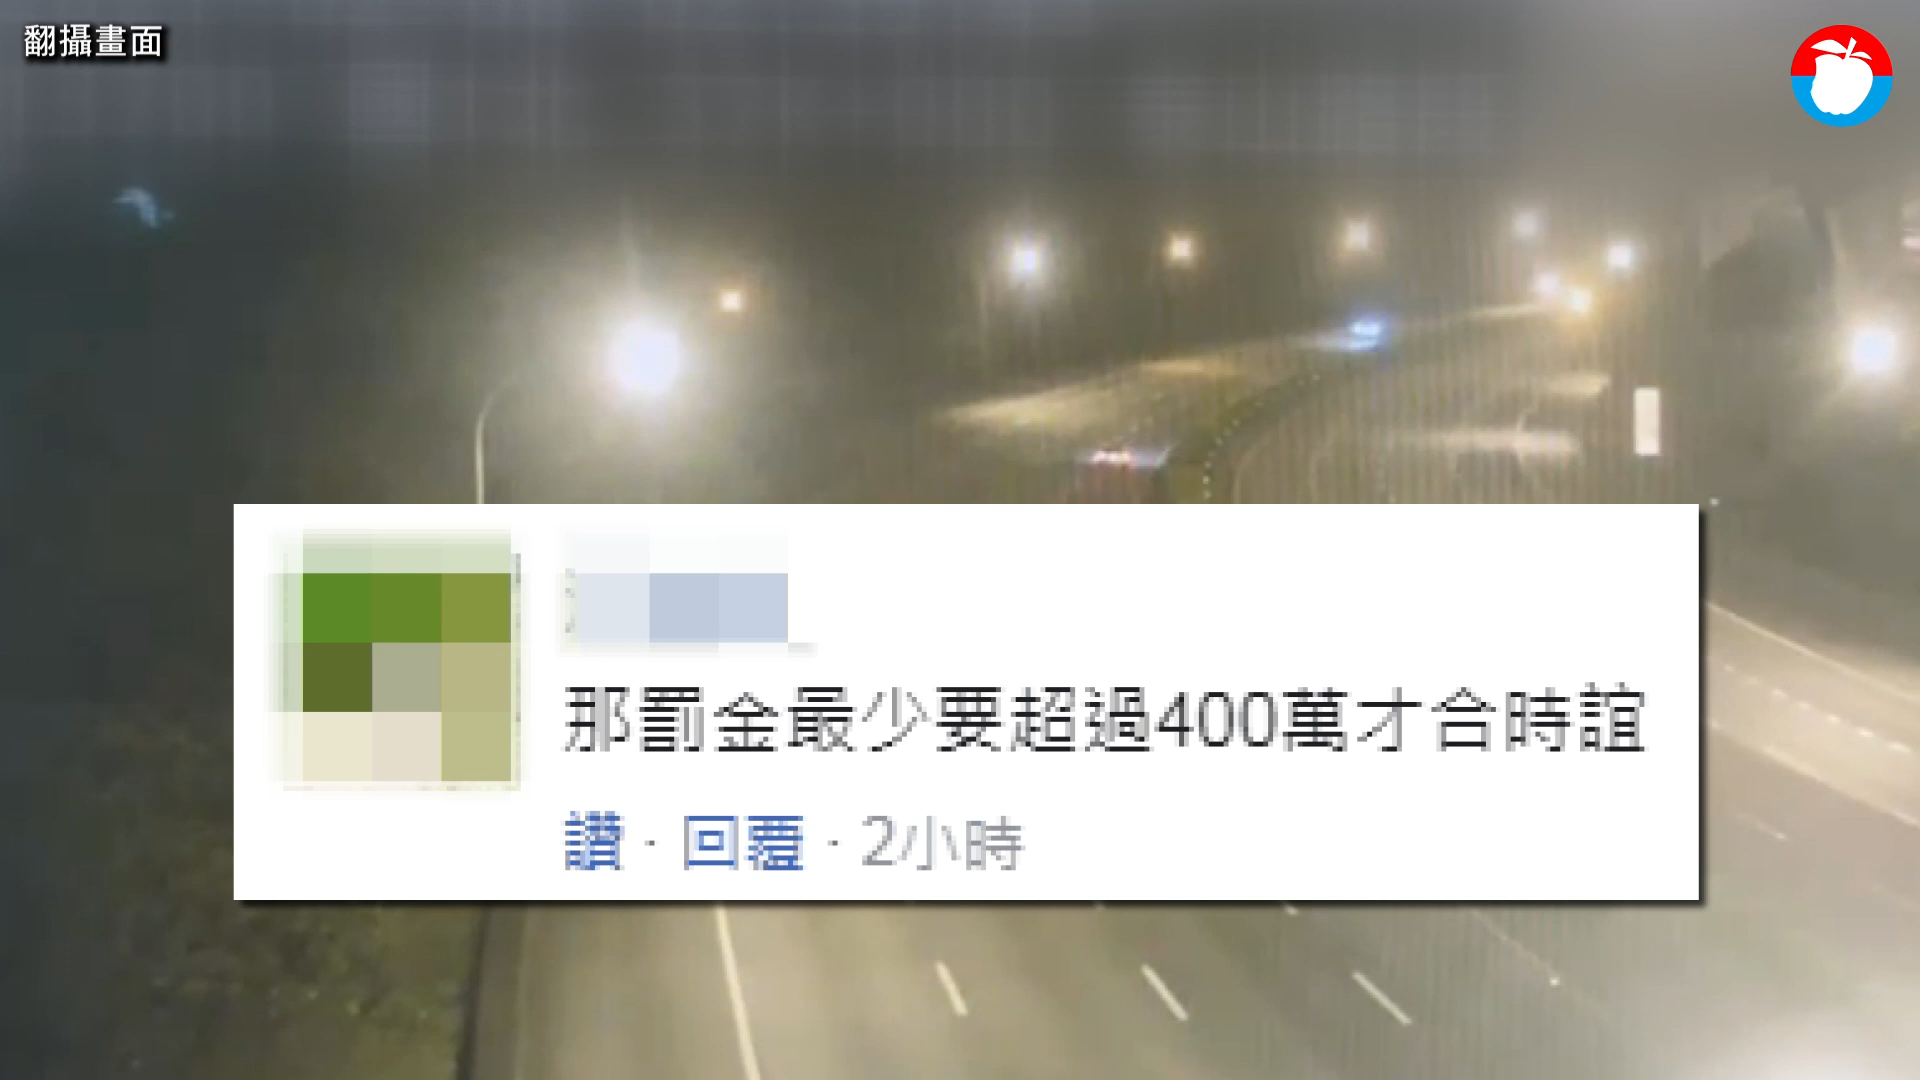 翻攝畫面
那罰金最少要超過400萬才合時誼
讚 · 回覆 · 2小時